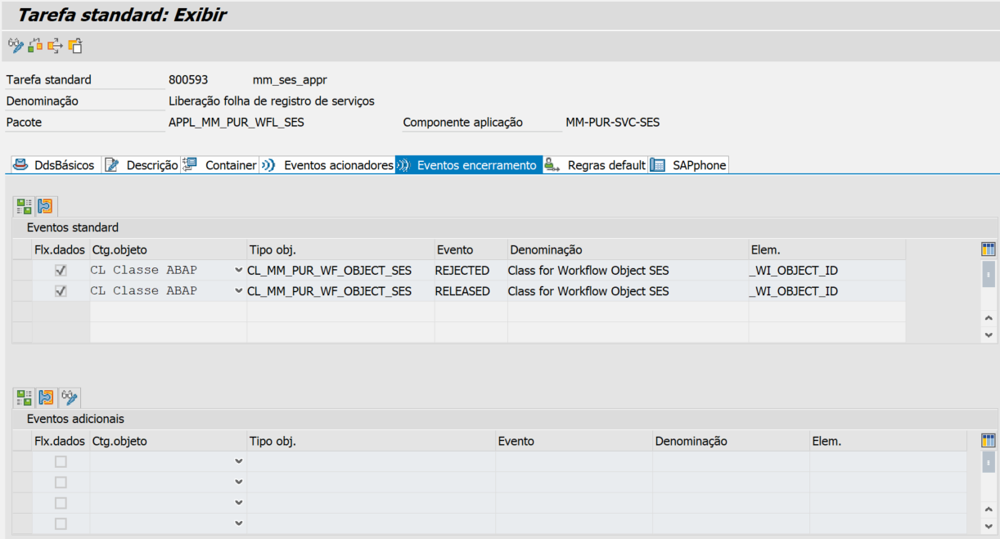 Tarefa standard: Exibir
Tarefa standard 800593 mm_ses_appr
Denominação Liberação folha de registro de serviços
Pacote APPL_MM_PUR_WFL_SES Componente aplicação MM-PUR-SVC-SES
DdsBásicos Descrição Container Eventos acionadores Eventos encerramento Regras default SAPphone
Eventos standard
Flx.dados Ctg.objeto Tipo obj. Evento Denominação Elem.
CL Classe ABAP CL_MM_PUR_WF_OBJECT_SES REJECTED Class for Workflow Object SES _WI_OBJECT_ID
CL Classe ABAP CL_MM_PUR_WF_OBJECT_SES RELEASED Class for Workflow Object SES _WI_OBJECT_ID
Eventos adicionais
Flx.dados Ctg.objeto Tipo obj. Evento Denominação Elem.